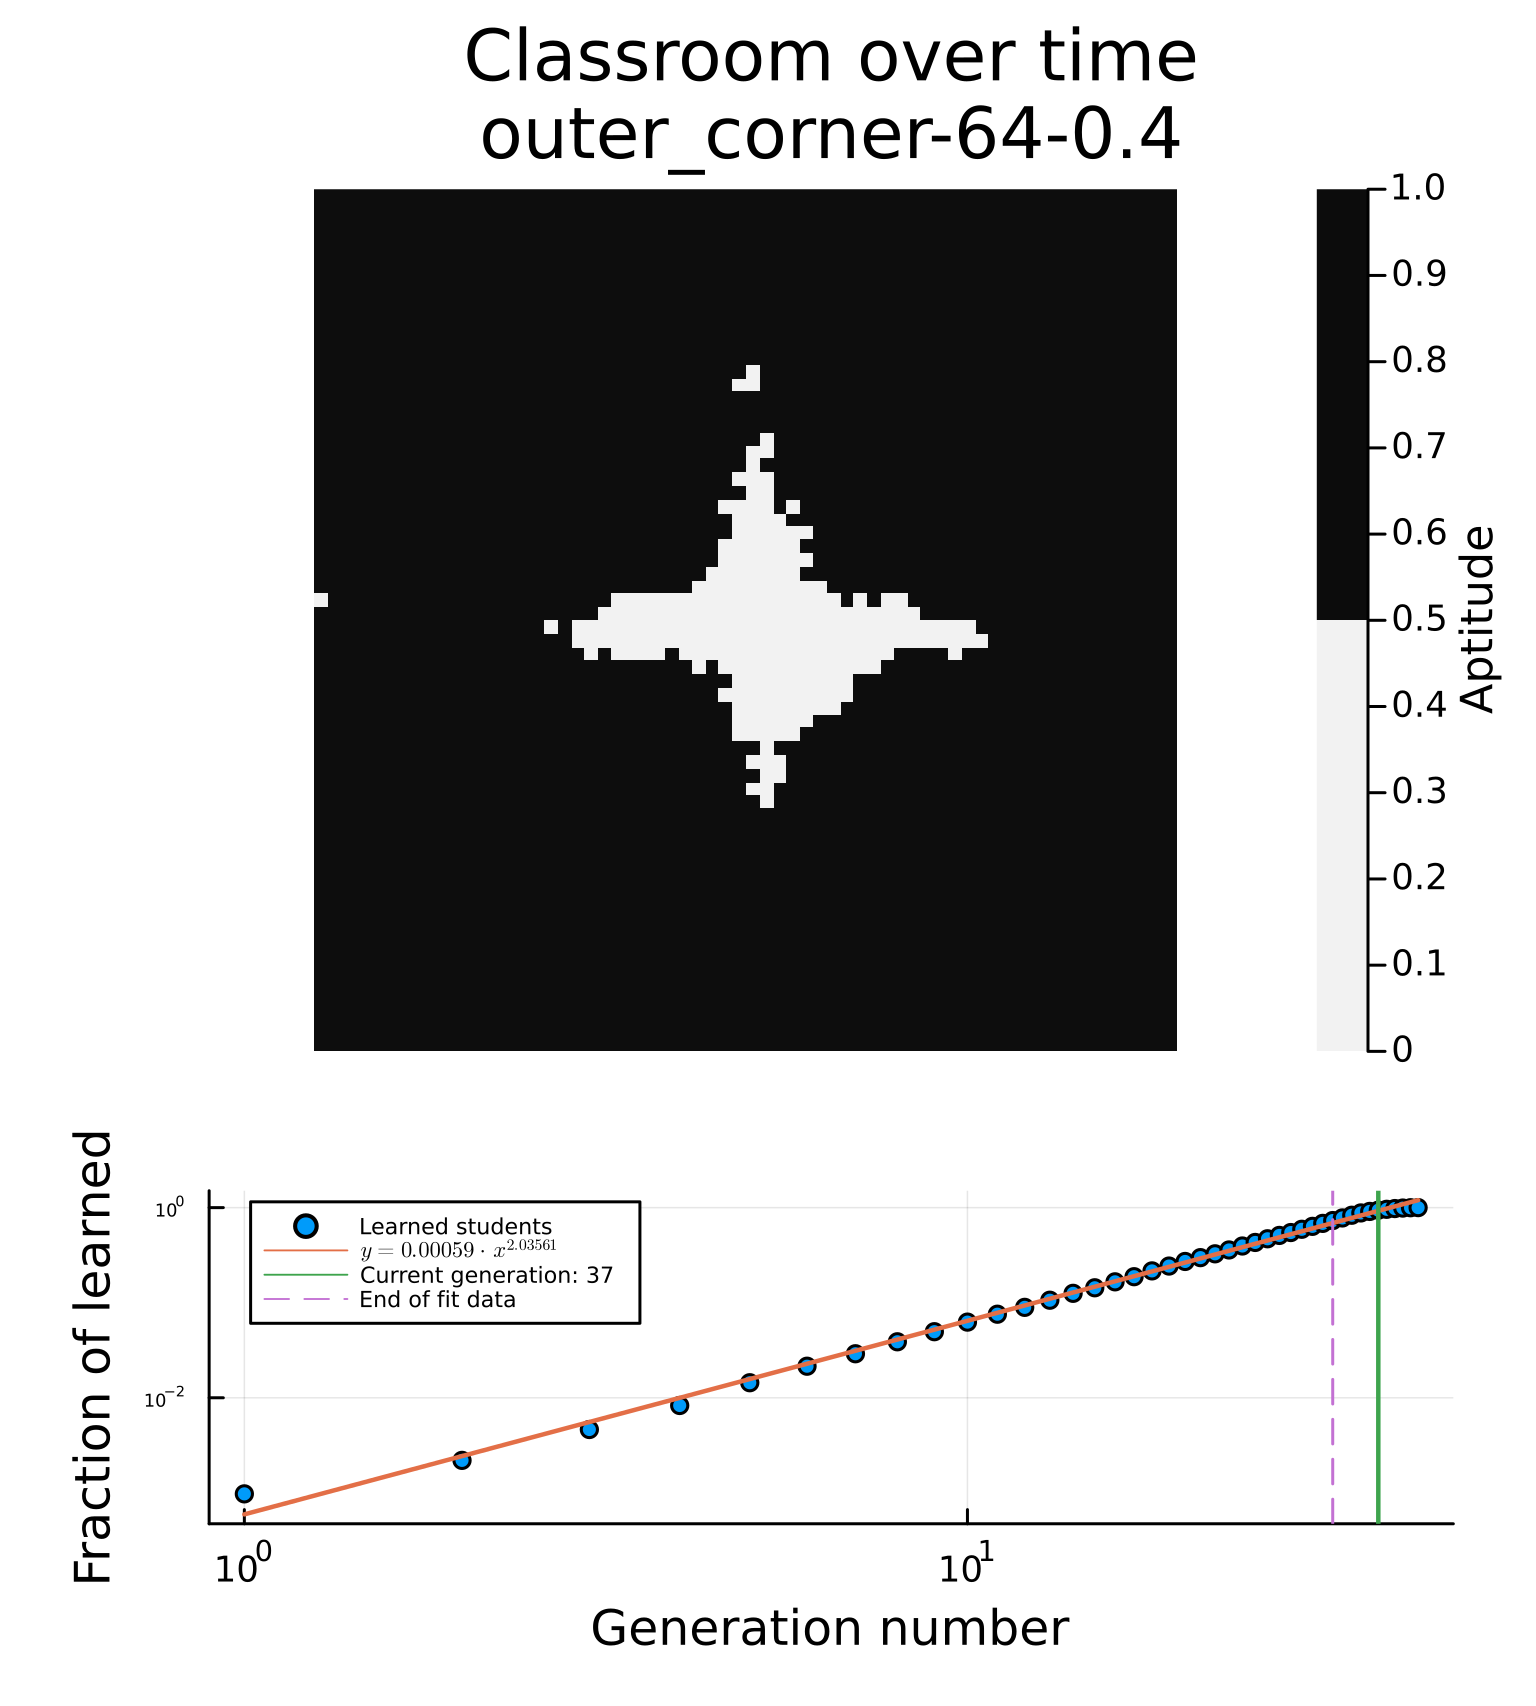 Classroom over time
outer_corner-64-0.4
1.0
0.9
0.8
0.7
0.6
0.5
0.4
0.3
0.2
0.1
0
Aptitude
Fraction of learned
10⁰
10⁻²
Learned students
y = 0.00059 · x^2.03561
Current generation: 37
End of fit data
10⁰
10¹
Generation number